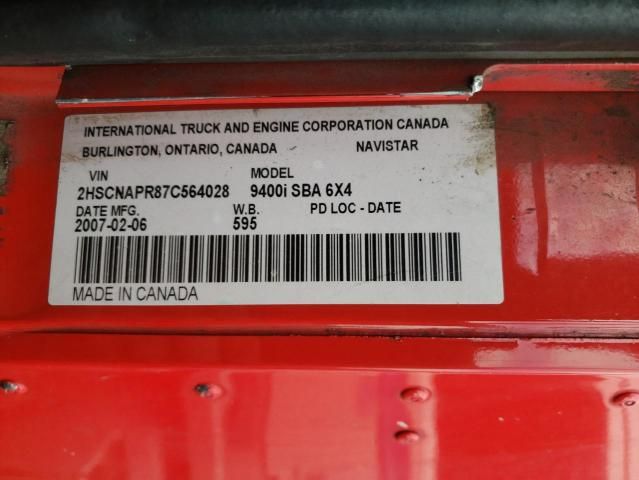 INTERNATIONAL TRUCK AND ENGINE CORPORATION CANADA
BURLINGTON, ONTARIO, CANADA NAVISTAR
VIN MODEL
2HSCNAPR87C564028 9400i SBA 6X4
DATE MFG. W.B. PD LOC - DATE
2007-02-06 595
MADE IN CANADA